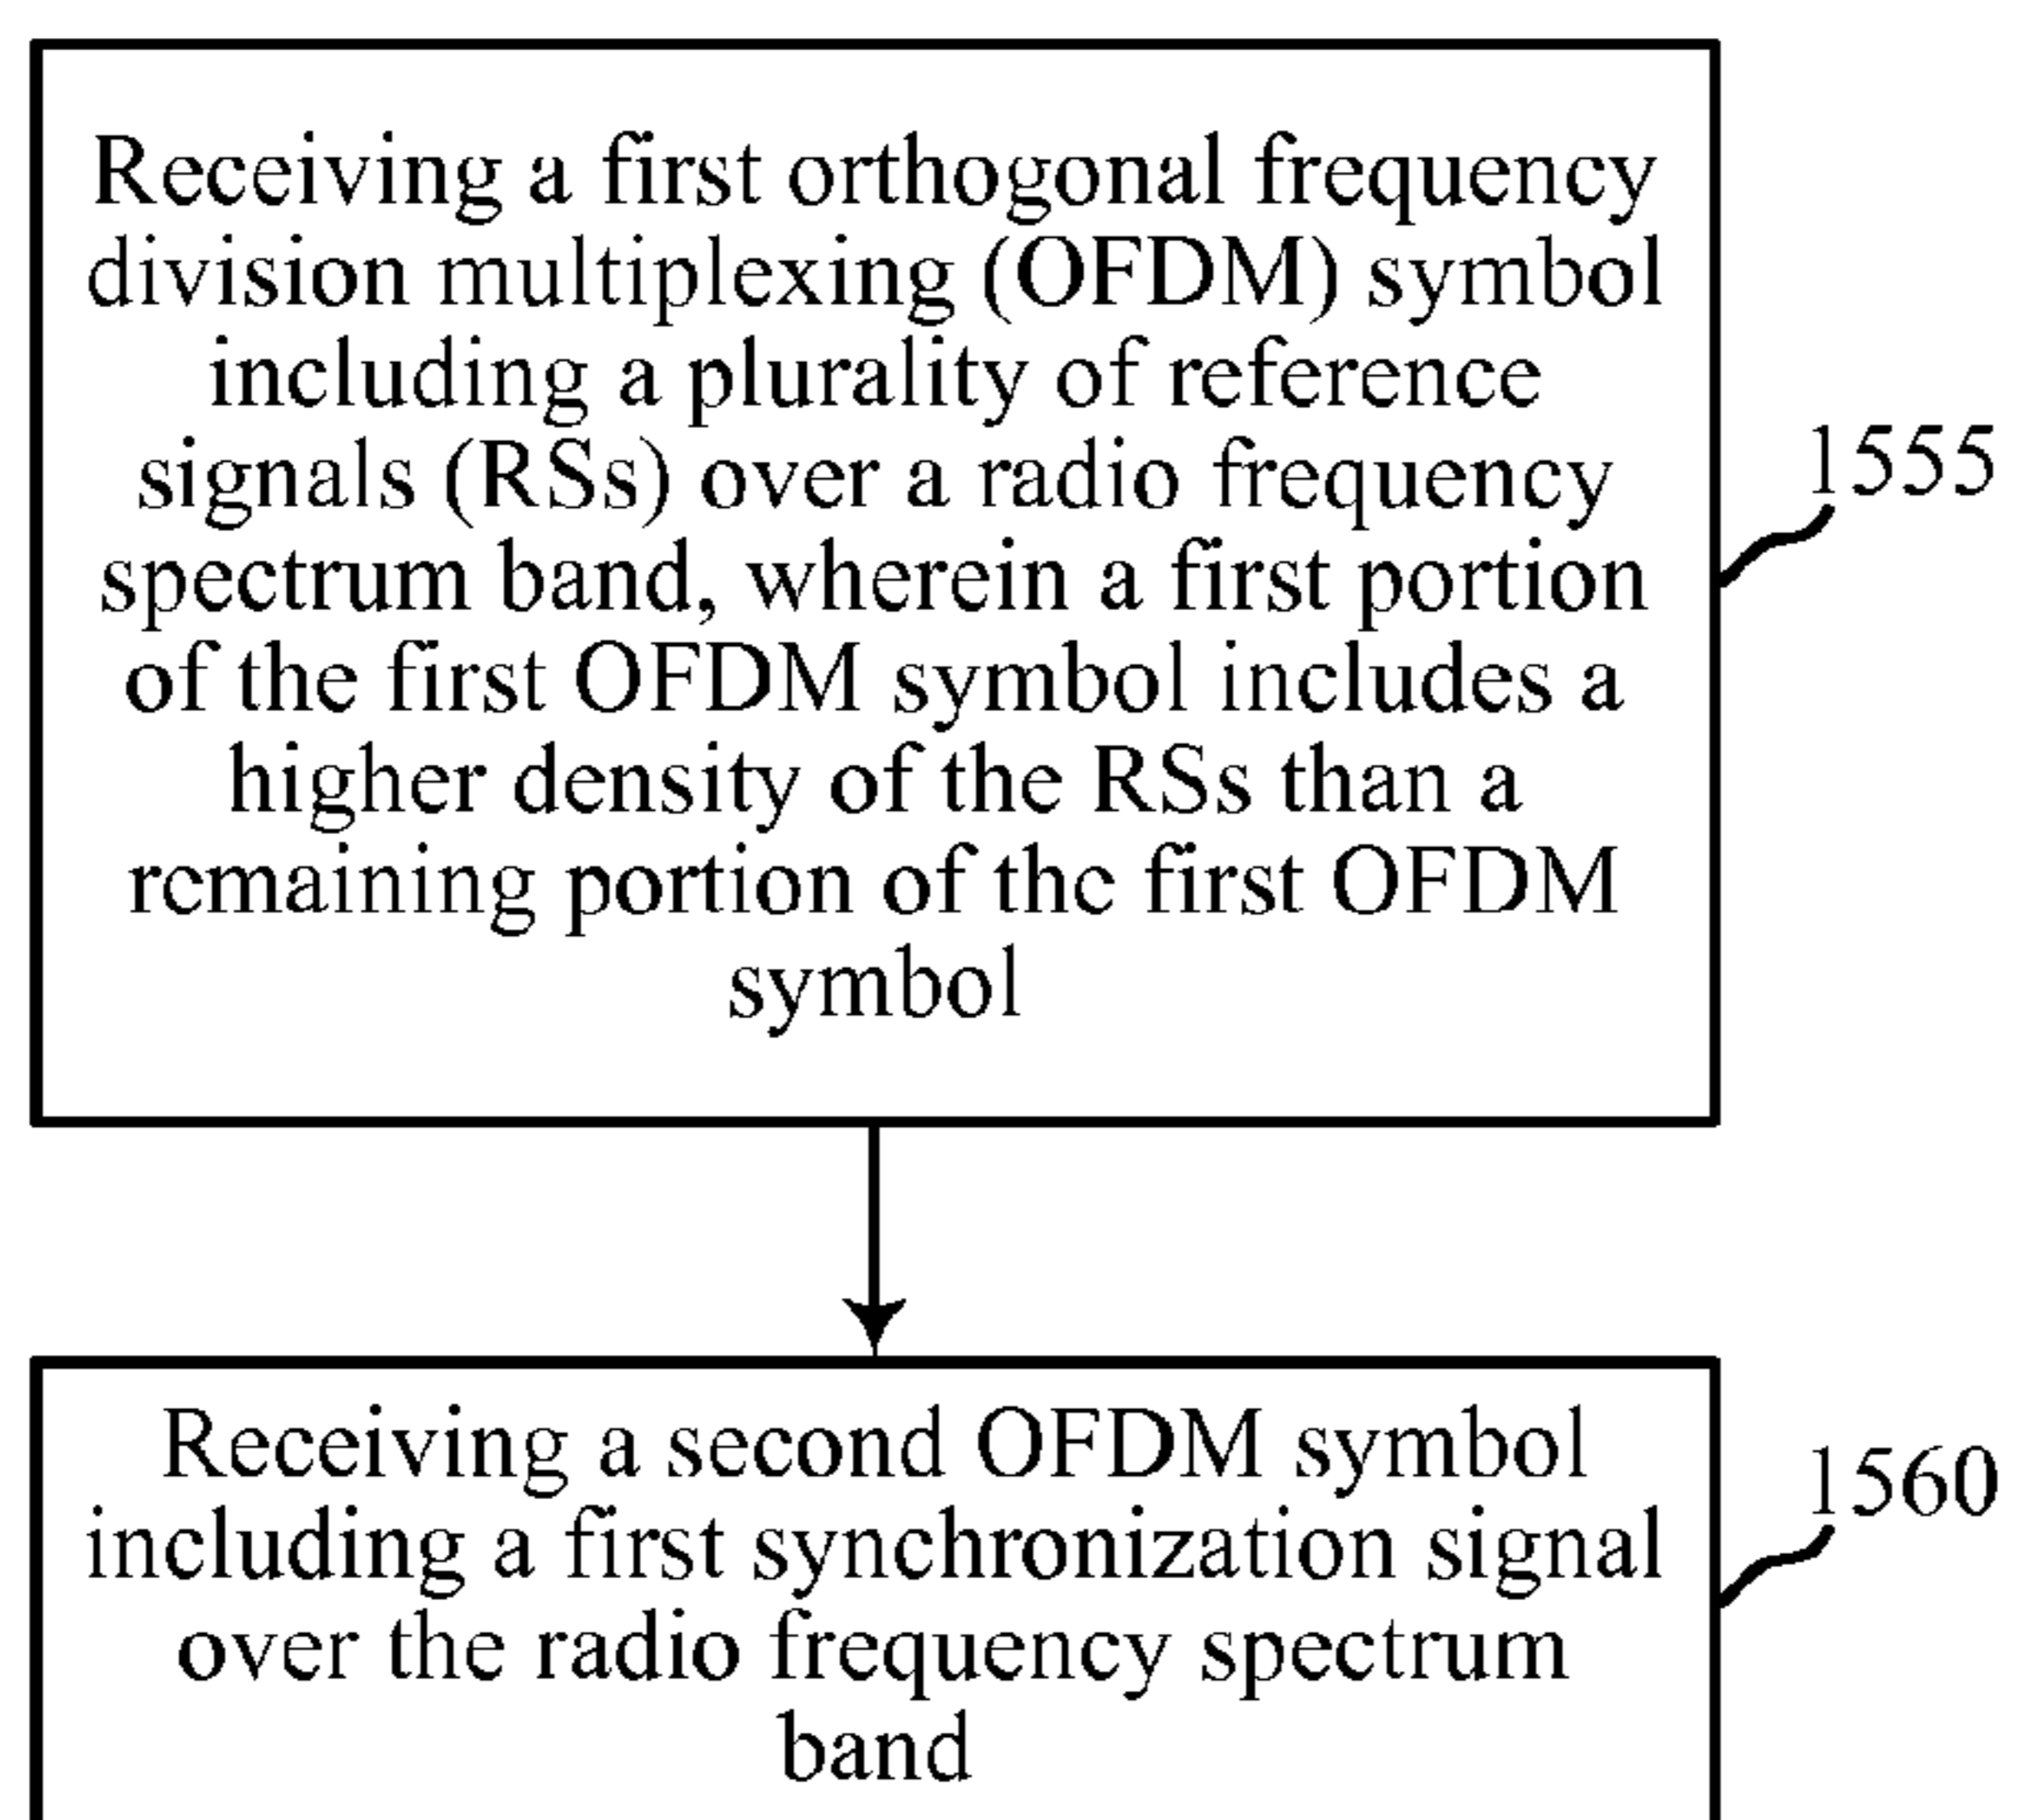 Receiving a first orthogonal frequency
division multiplexing (OFDM) symbol
including a plurality of reference
signals (RSs) over a radio frequency
spectrum band, wherein a first portion
of the first OFDM symbol includes a
higher density of the RSs than a
remaining portion of the first OFDM
symbol
1555
Receiving a second OFDM symbol
including a first synchronization signal
over the radio frequency spectrum
band
1560